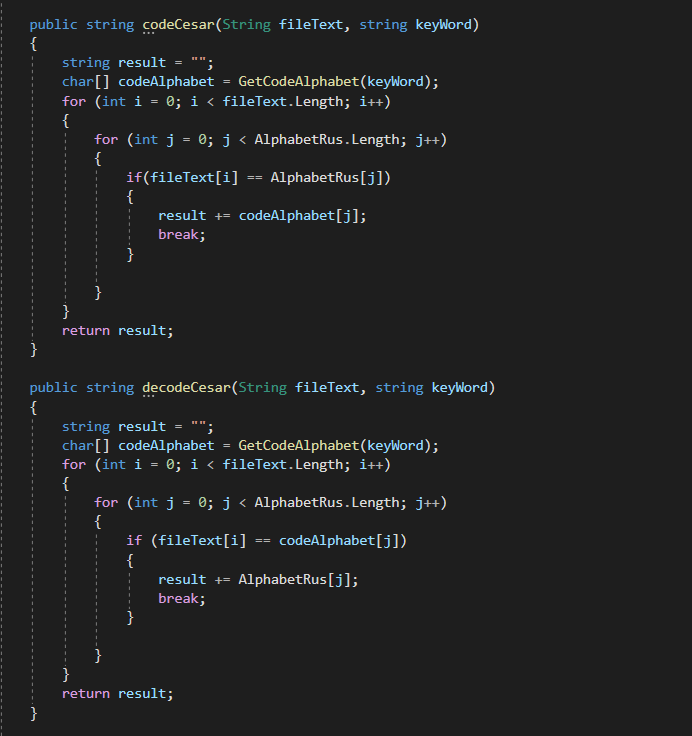 public string codeCesar(String fileText, string keyWord)
{
    string result = "";
    char[] codeAlphabet = GetCodeAlphabet(keyWord);
    for (int i = 0; i < fileText.Length; i++)
    {
        for (int j = 0; j < AlphabetRus.Length; j++)
        {
            if(fileText[i] == AlphabetRus[j])
            {
                result += codeAlphabet[j];
                break;
            }
        }
    }
    return result;
}
public string decodeCesar(String fileText, string keyWord)
{
    string result = "";
    char[] codeAlphabet = GetCodeAlphabet(keyWord);
    for (int i = 0; i < fileText.Length; i++)
    {
        for (int j = 0; j < AlphabetRus.Length; j++)
        {
            if (fileText[i] == codeAlphabet[j])
            {
                result += AlphabetRus[j];
                break;
            }
        }
    }
    return result;
}